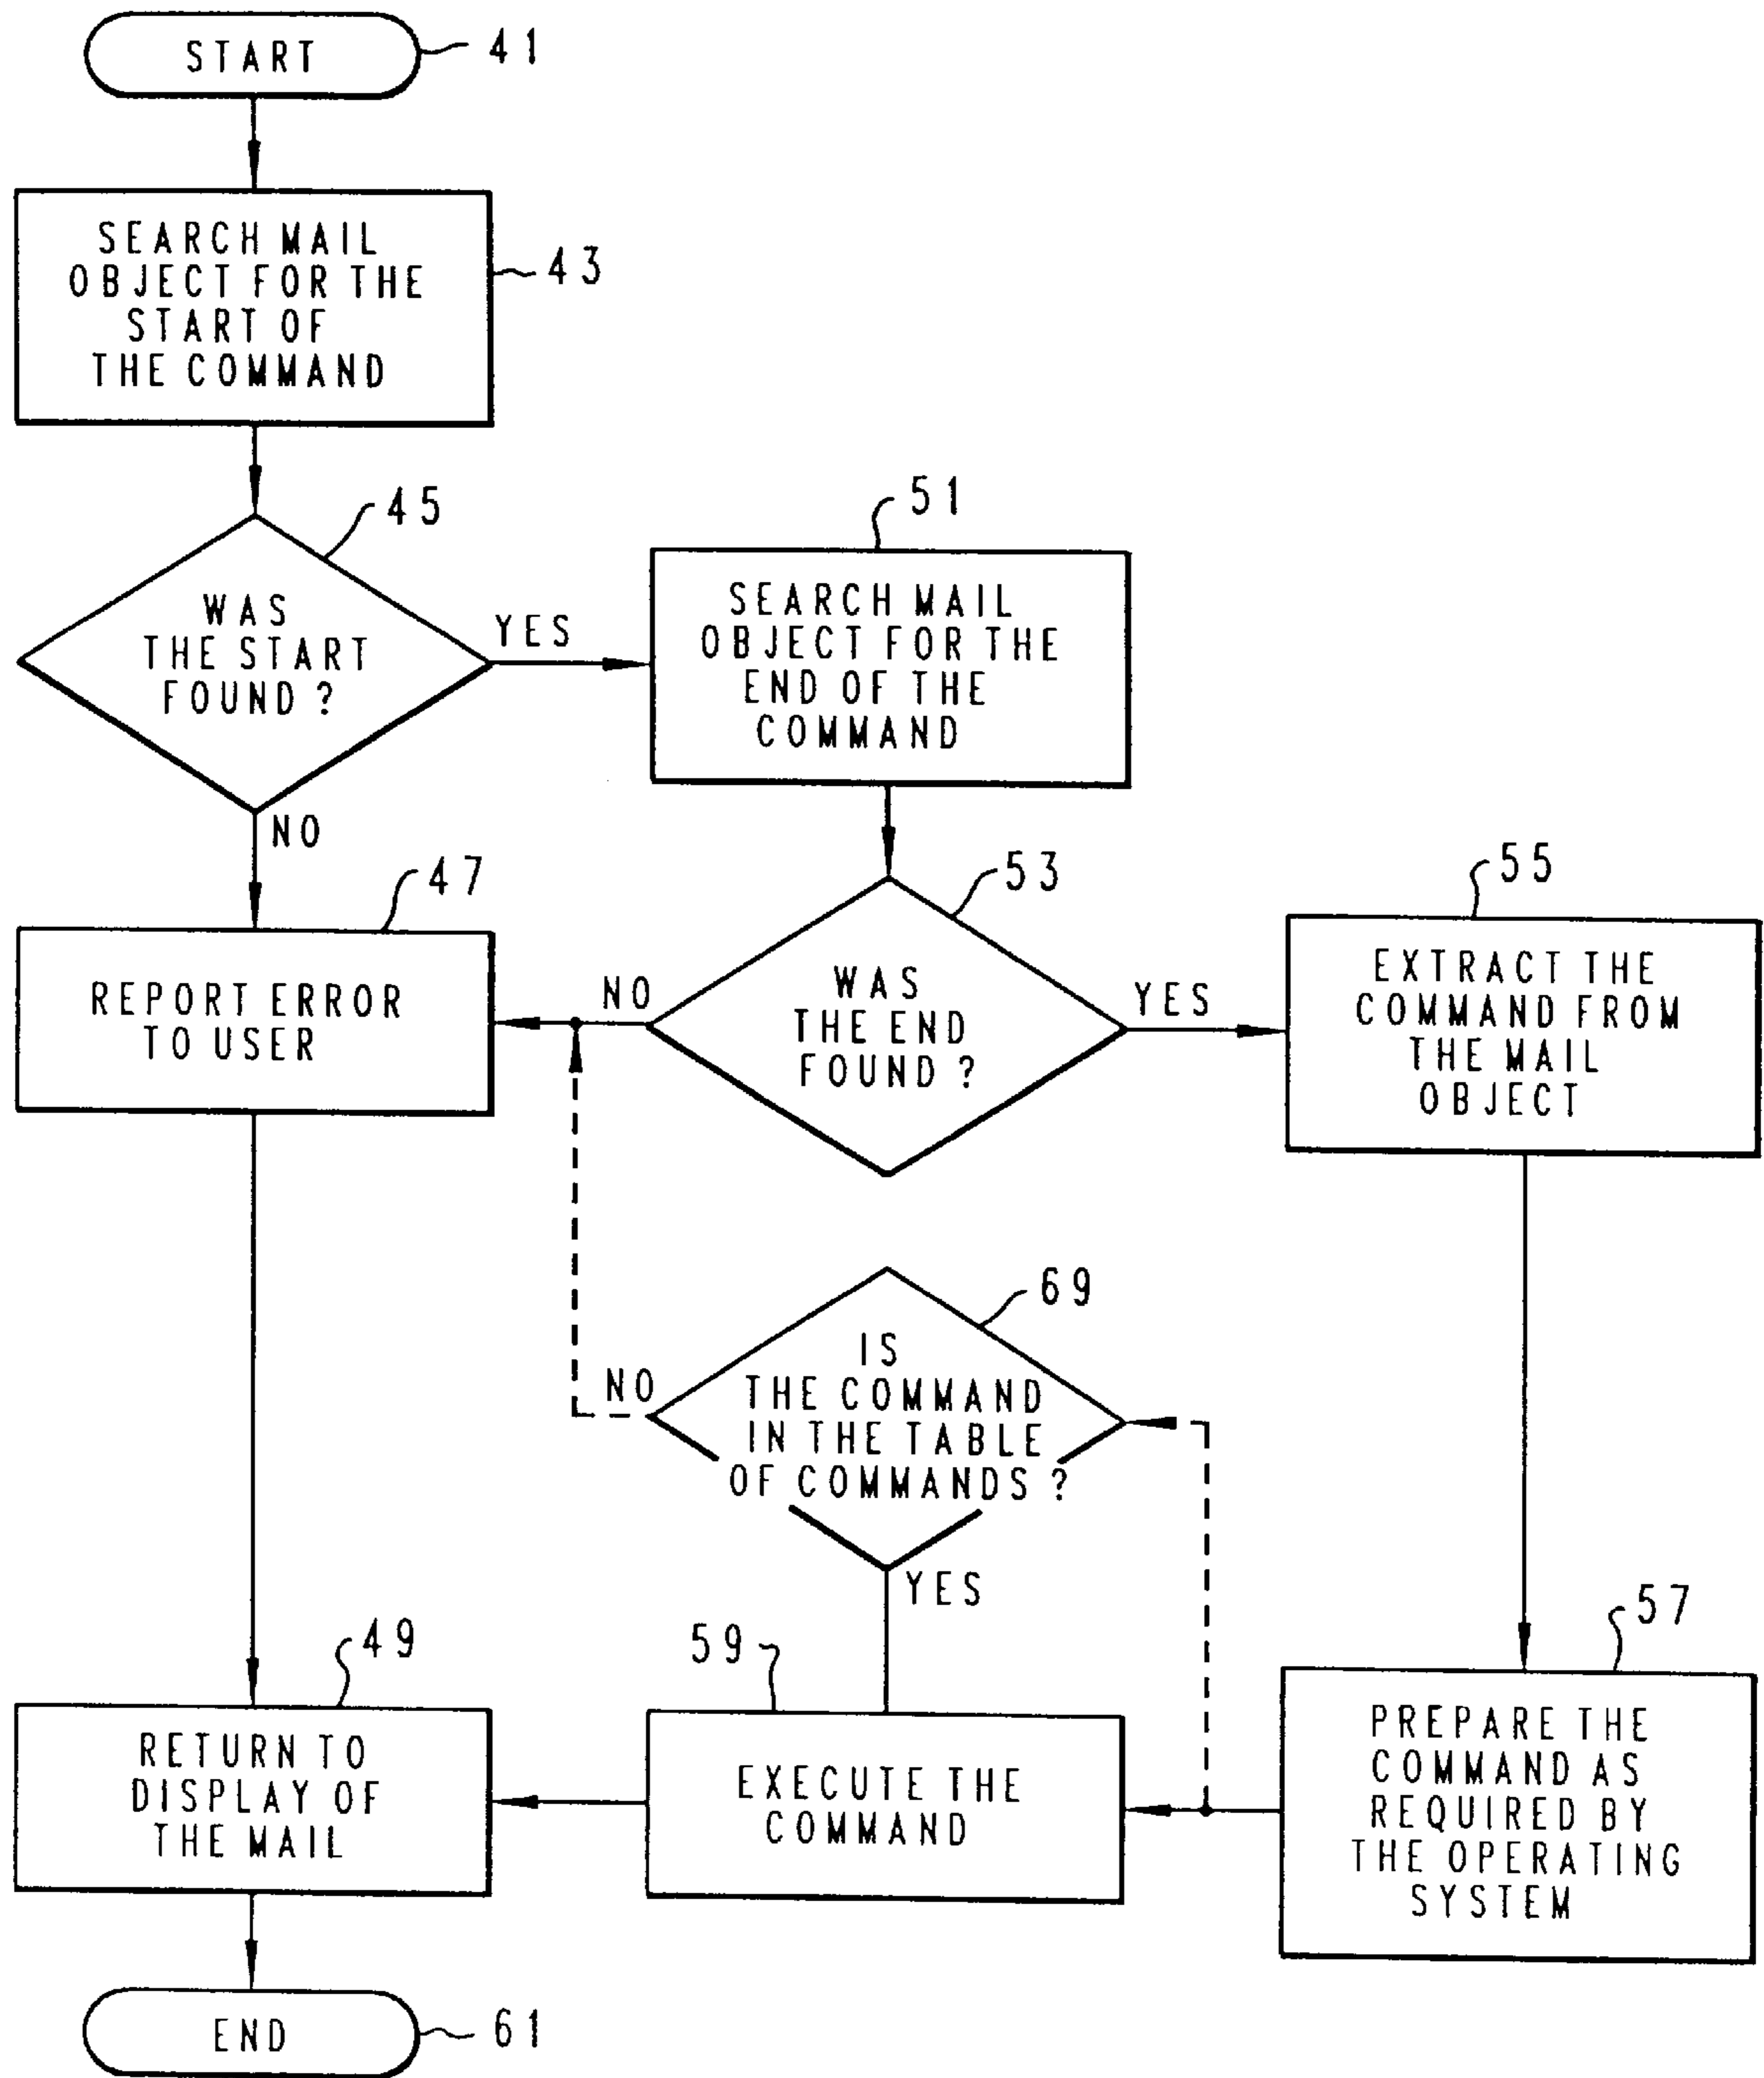 START
41
SEARCH MAIL
OBJECT FOR THE
START OF
THE COMMAND
43
45
WAS
THE START
FOUND ?
YES
NO
51
SEARCH MAIL
OBJECT FOR THE
END OF THE
COMMAND
47
REPORT ERROR
TO USER
53
WAS
THE END
FOUND ?
NO
YES
55
EXTRACT THE
COMMAND FROM
THE MAIL
OBJECT
69
IS
THE COMMAND
IN THE TABLE
OF COMMANDS ?
NO
YES
57
PREPARE THE
COMMAND AS
REQUIRED BY
THE OPERATING
SYSTEM
59
EXECUTE THE
COMMAND
49
RETURN TO
DISPLAY OF
THE MAIL
END
61